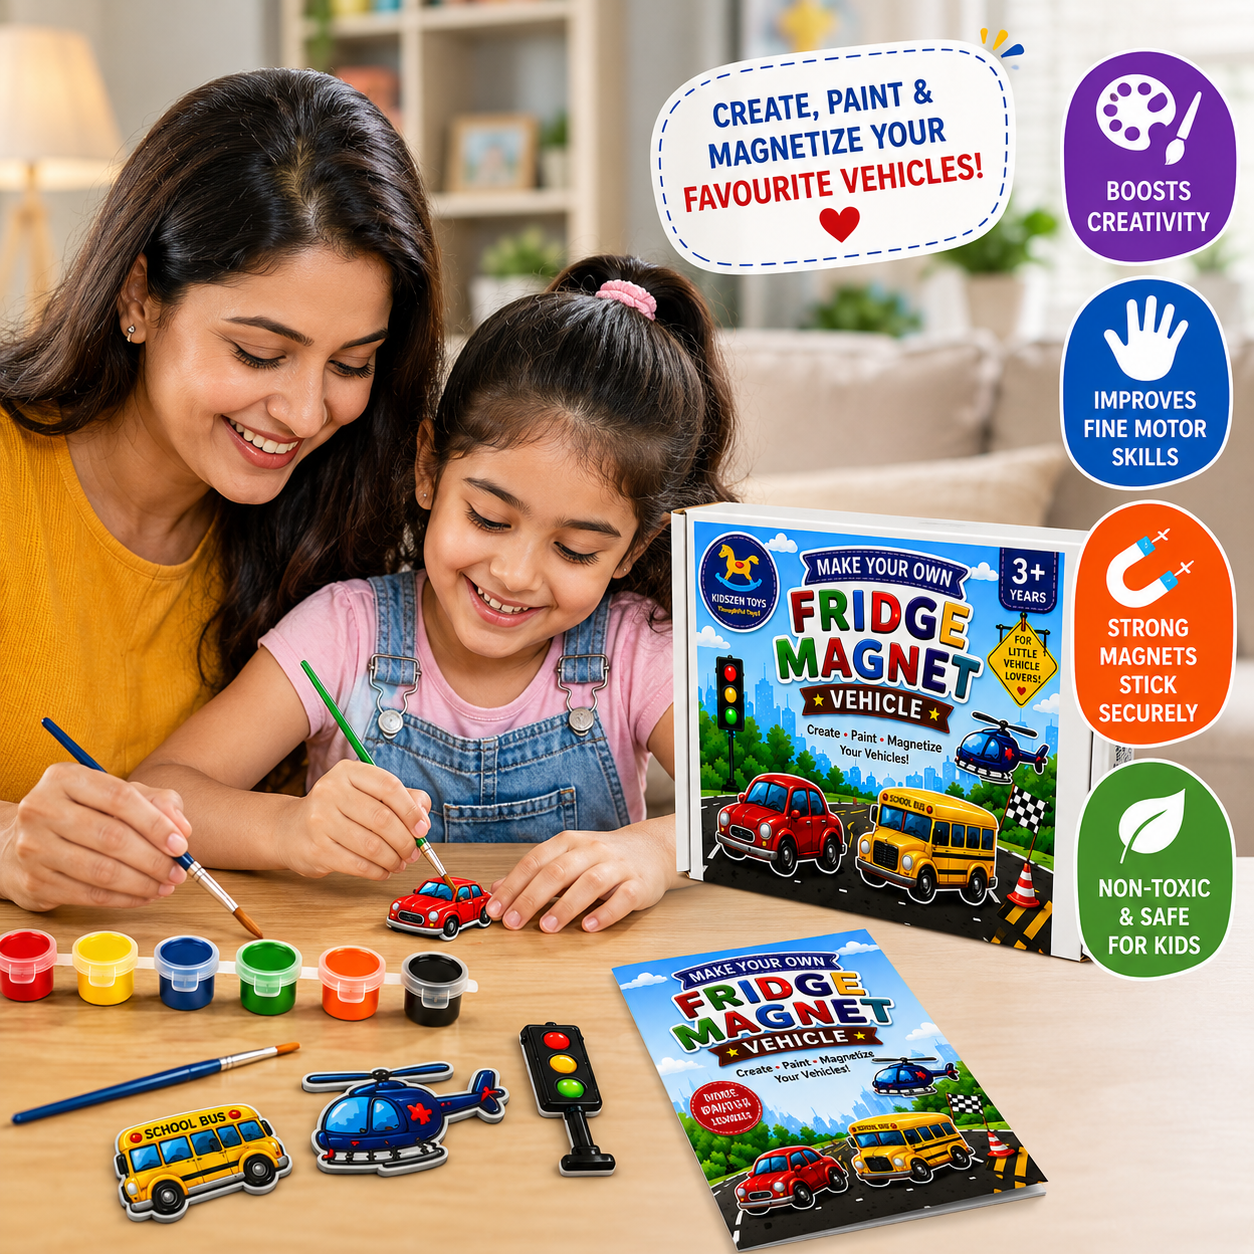 CREATE, PAINT &
MAGNETIZE YOUR
FAVOURITE VEHICLES!
BOOSTS
CREATIVITY
IMPROVES
FINE MOTOR
SKILLS
STRONG
MAGNETS
STICK
SECURELY
NON-TOXIC
& SAFE
FOR KIDS
KIDSZEN TOYS
MAKE YOUR OWN
FRIDGE
MAGNET
VEHICLE
Create • Paint • Magnetize
Your Vehicles!
3+
YEARS
FOR
LITTLE
VEHICLE
LOVERS!
SCHOOL BUS
MAKE YOUR OWN
FRIDGE
MAGNET
VEHICLE
Create • Paint • Magnetize
Your Vehicles!
SCHOOL BUS
SCHOOL BUS